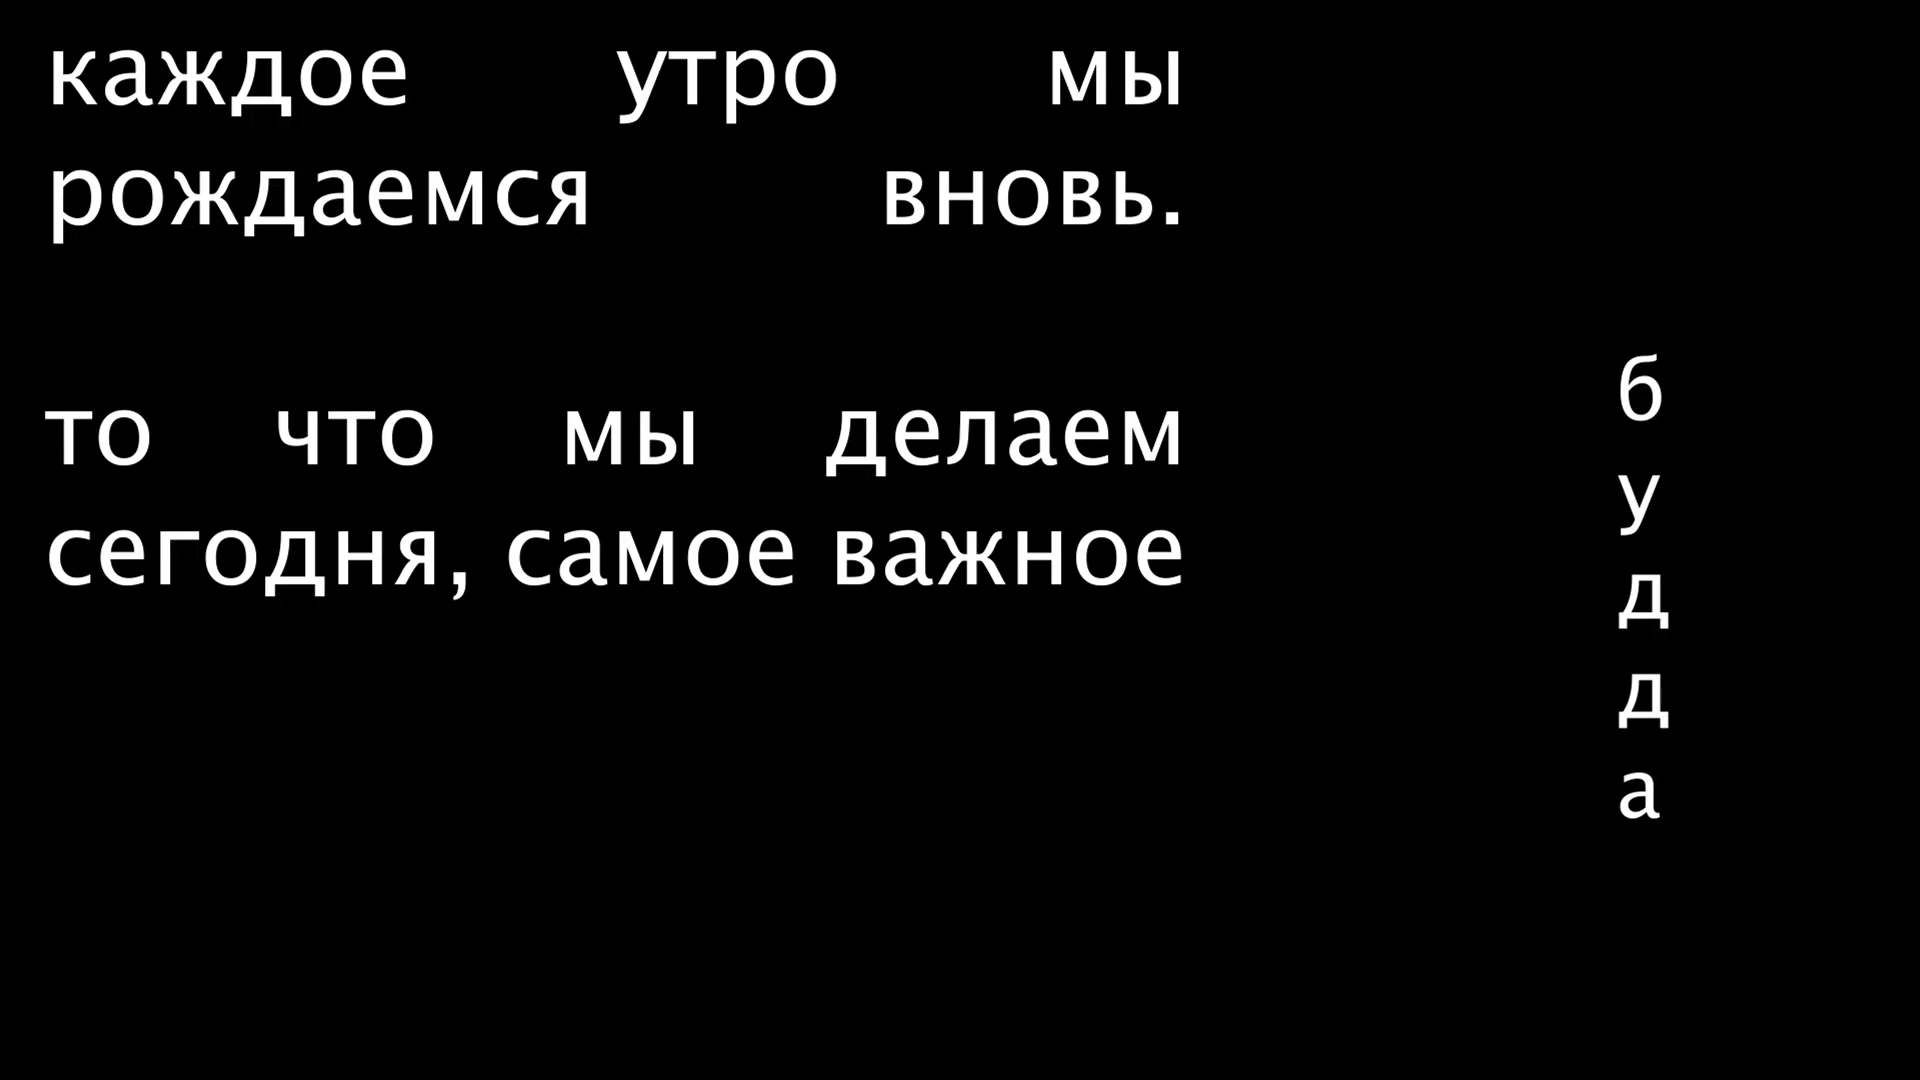 каждое утро мы
рождаемся вновь.
то что мы делаем
сегодня, самое важное
б
у
д
д
а